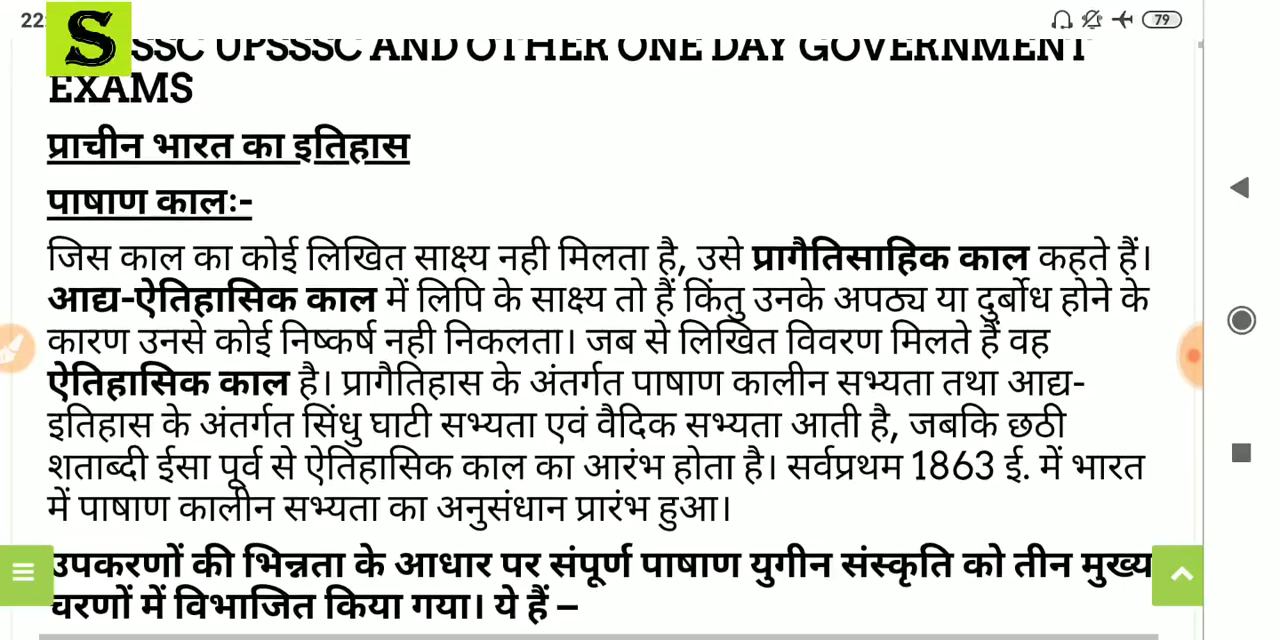 22
S
SSC UPSSSC AND OTHER ONE DAY GOVERNMENT
79
EXAMS
प्राचीन भारत का इतिहास
पाषाण कालः-
जिस काल का कोई लिखित साक्ष्य नही मिलता है, उसे प्रागैतिसाहिक काल कहते हैं।
आद्य-ऐतिहासिक काल में लिपि के साक्ष्य तो हैं किंतु उनके अपठ्य या दुर्बोध होने के
कारण उनसे कोई निष्कर्ष नही निकलता। जब से लिखित विवरण मिलते हैं वह
ऐतिहासिक काल है। प्रागैतिहास के अंतर्गत पाषाण कालीन सभ्यता तथा आद्य-
इतिहास के अंतर्गत सिंधु घाटी सभ्यता एवं वैदिक सभ्यता आती है, जबकि छठी
शताब्दी ईसा पूर्व से ऐतिहासिक काल का आरंभ होता है। सर्वप्रथम 1863 ई. में भारत
में पाषाण कालीन सभ्यता का अनुसंधान प्रारंभ हुआ।
उपकरणों की भिन्नता के आधार पर संपूर्ण पाषाण युगीन संस्कृति को तीन मुख्य
चरणों में विभाजित किया गया। ये हैं –